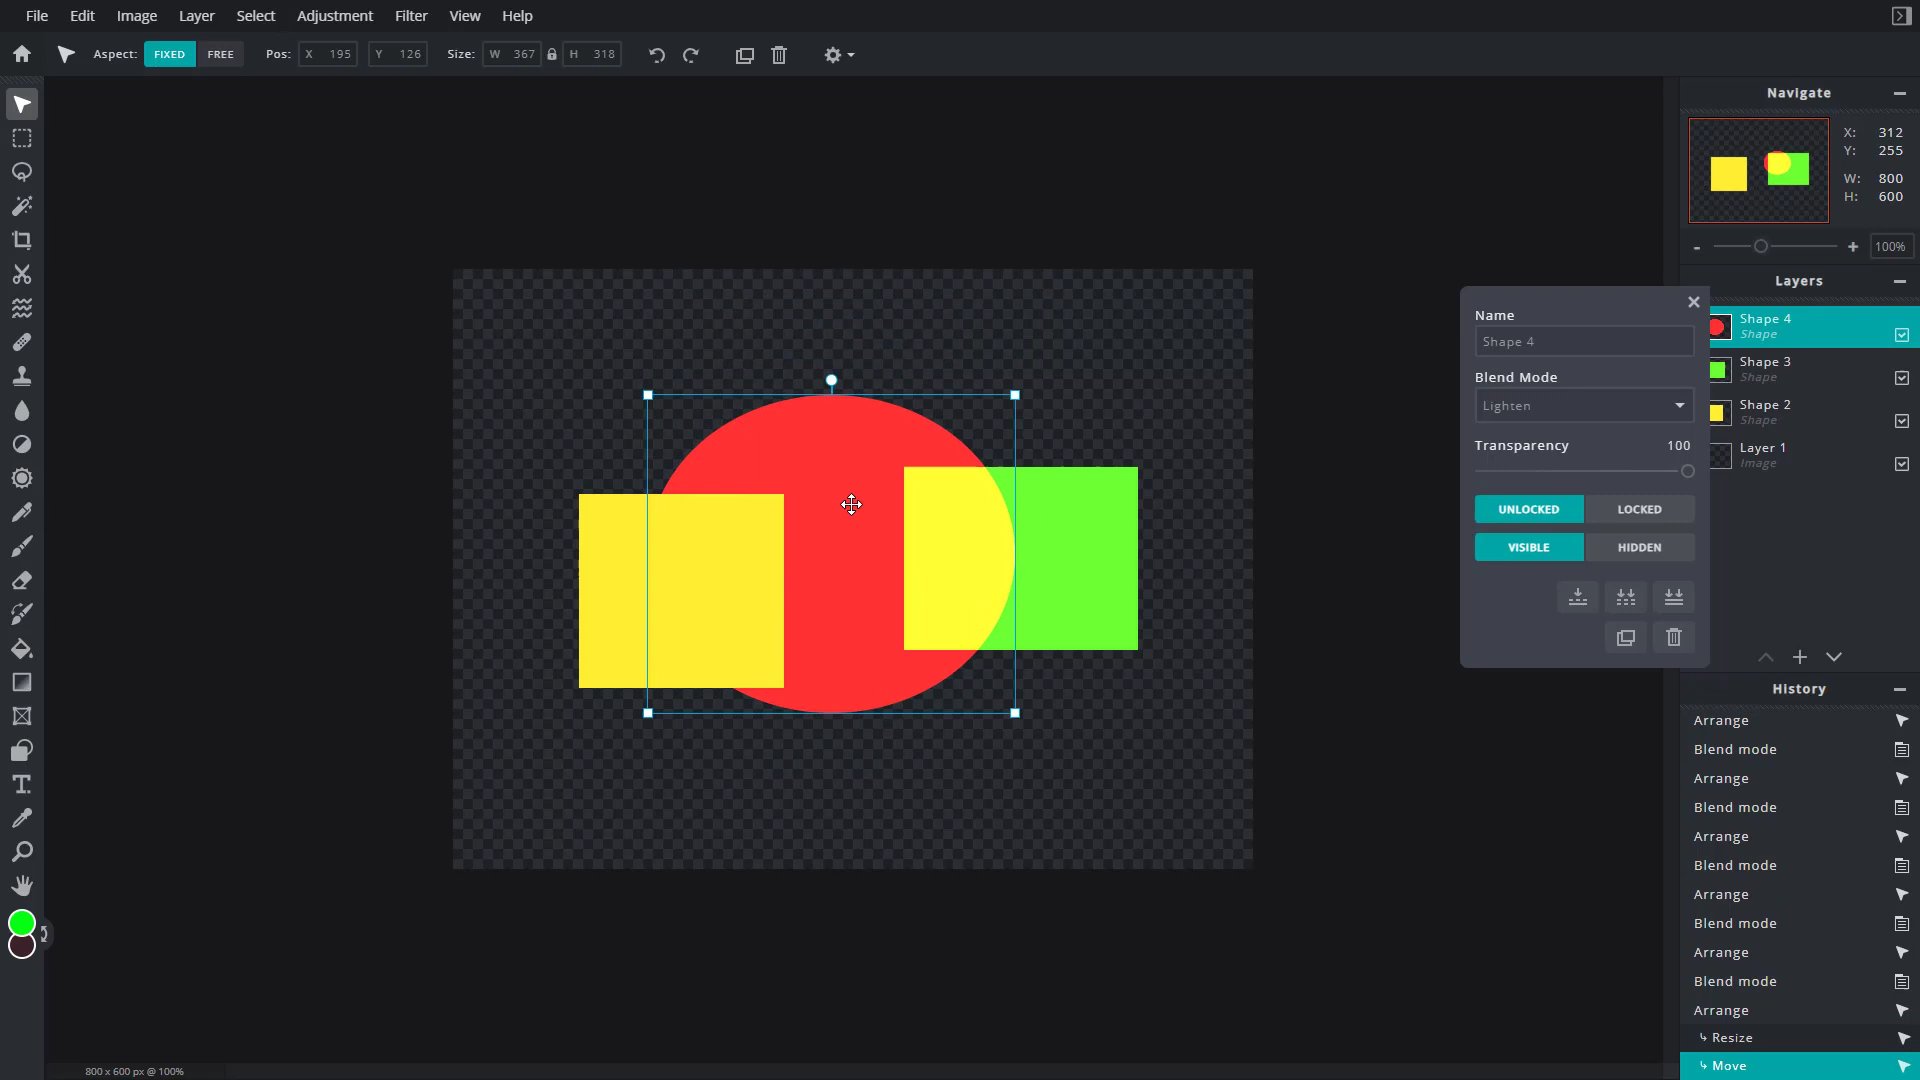 File Edit Image Layer Select Adjustment Filter View Help
Aspect: FIXED FREE Pos: X 195 Y 126 Size: W 367 H 318
Navigate
X: 312
Y: 255
W: 800
H: 600
- + 100%
Layers
Shape 4
Shape
Shape 3
Shape
Shape 2
Shape
Layer 1
Image
Name
Shape 4
Blend Mode
Lighten
Transparency 100
UNLOCKED LOCKED
VISIBLE HIDDEN
History
Arrange
Blend mode
Arrange
Blend mode
Arrange
Blend mode
Arrange
Blend mode
Arrange
Blend mode
Arrange
Resize
Move
800 x 600 px @ 100%